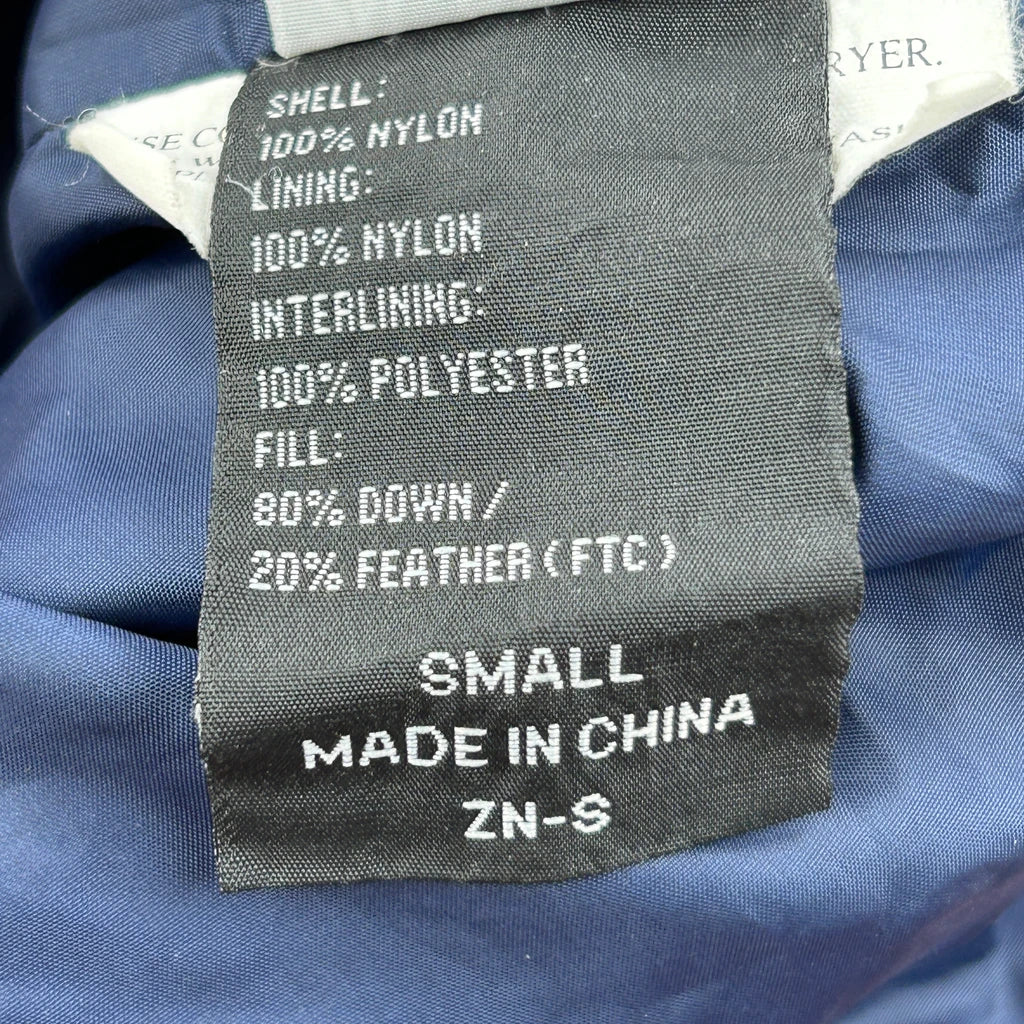 RYER.
SHELL:
100% NYLON
LINING:
100% NYLON
INTERLINING:
100% POLYESTER
FILL:
80% DOWN /
20% FEATHER (FTC)
SMALL
MADE IN CHINA
ZN-S